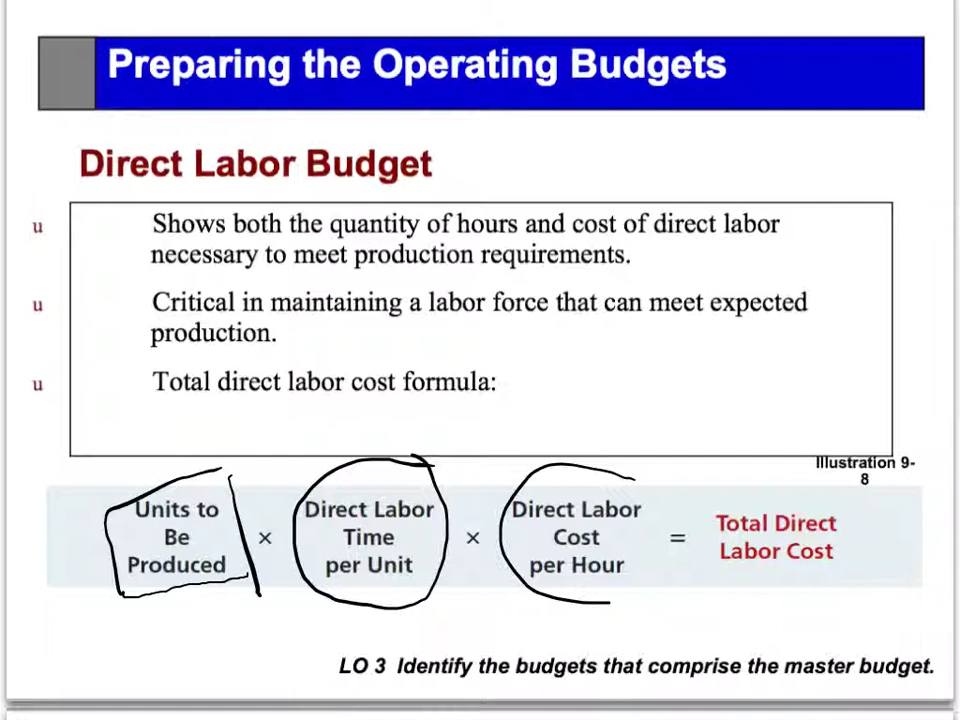 Preparing the Operating Budgets
Direct Labor Budget
u Shows both the quantity of hours and cost of direct labor
necessary to meet production requirements.
u Critical in maintaining a labor force that can meet expected
production.
u Total direct labor cost formula:
Illustration 9-
8
Units to
Be
Produced
×
Direct Labor
Time
per Unit
×
Direct Labor
Cost
per Hour
=
Total Direct
Labor Cost
LO 3 Identify the budgets that comprise the master budget.